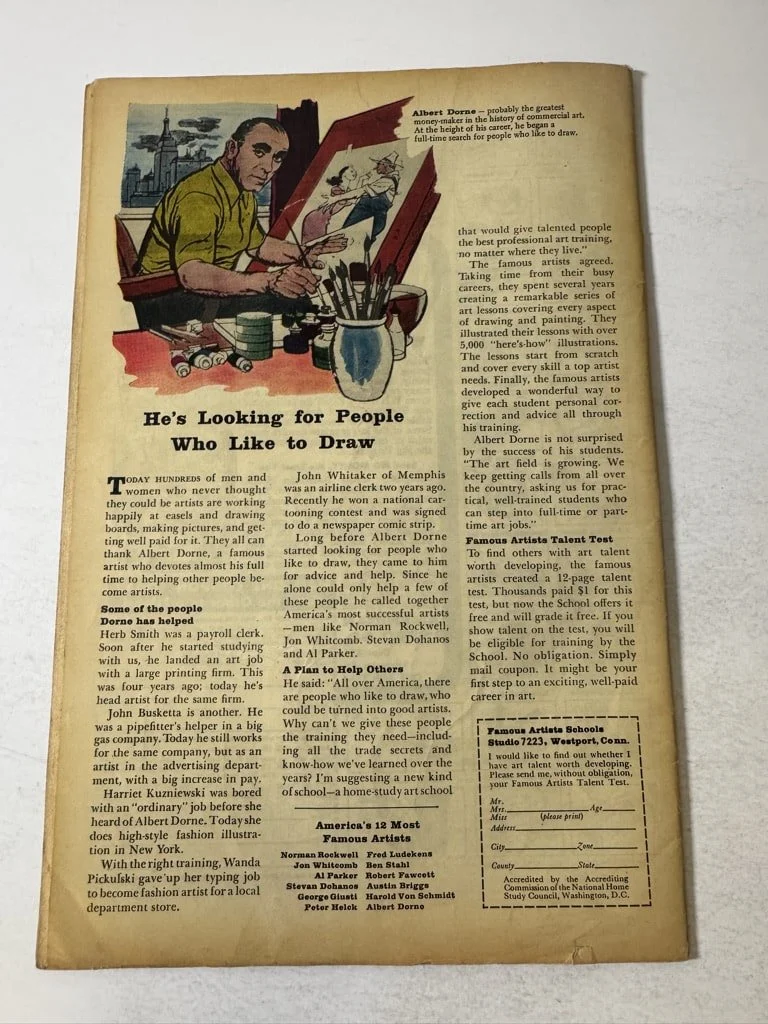 Albert Dorne — probably the greatest
money-maker in the history of commercial art.
At the height of his career, he began a
full-time search for people who like to draw.
He's Looking for People
Who Like to Draw
TODAY HUNDREDS of men and
women who never thought
they could be artists are working
happily at easels and drawing
boards, making pictures, and get-
ting well paid for it. They all can
thank Albert Dorne, a famous
artist who devotes almost his full
time to helping other people be-
come artists.
Some of the people
Dorne has helped
Herb Smith was a payroll clerk.
Soon after he started studying
with us, he landed an art job
with a large printing firm. This
was four years ago; today he's
head artist for the same firm.
John Busketta is another. He
was a pipefitter's helper in a big
gas company. Today he still works
for the same company, but as an
artist in the advertising depart-
ment, with a big increase in pay.
Harriet Kuzniewski was bored
with an "ordinary" job before she
heard of Albert Dorne. Today she
does high-style fashion illustra-
tion in New York.
With the right training, Wanda
Pickulski gave up her typing job
to become fashion artist for a local
department store.
John Whitaker of Memphis
was an airline clerk two years ago.
Recently he won a national car-
tooning contest and was signed
to do a newspaper comic strip.
Long before Albert Dorne
started looking for people who
like to draw, they came to him
for advice and help. Since he
alone could only help a few of
these people he called together
America's most successful artists
—men like Norman Rockwell,
Jon Whitcomb. Stevan Dohanos
and Al Parker.
A Plan to Help Others
He said: "All over America, there
are people who like to draw, who
could be turned into good artists.
Why can't we give these people
the training they need—includ-
ing all the trade secrets and
know-how we've learned over the
years? I'm suggesting a new kind
of school—a home-study art school
America's 12 Most
Famous Artists
Norman Rockwell Fred Ludekens
Jon Whitcomb Ben Stahl
Al Parker Robert Fawcett
Stevan Dohanos Austin Briggs
George Giusti Harold Von Schmidt
Peter Helck Albert Dorne
that would give talented people
the best professional art training,
no matter where they live."
The famous artists agreed.
Taking time from their busy
careers, they spent several years
creating a remarkable series of
art lessons covering every aspect
of drawing and painting. They
illustrated their lessons with over
5,000 "here's-how" illustrations.
The lessons start from scratch
and cover every skill a top artist
needs. Finally, the famous artists
developed a wonderful way to
give each student personal cor-
rection and advice all through
his training.
Albert Dorne is not surprised
by the success of his students.
"The art field is growing. We
keep getting calls from all over
the country, asking us for prac-
tical, well-trained students who
can step into full-time or part-
time art jobs."
Famous Artists Talent Test
To find others with art talent
worth developing, the famous
artists created a 12-page talent
test. Thousands paid $1 for this
test, but now the School offers it
free and will grade it free. If you
show talent on the test, you will
be eligible for training by the
School. No obligation. Simply
mail coupon. It might be your
first step to an exciting, well-paid
career in art.
Famous Artists Schools
Studio 7223, Westport, Conn.
I would like to find out whether I
have art talent worth developing.
Please send me, without obligation,
your Famous Artists Talent Test.
Mr.
Mrs. Age
Miss (please print)
Address
City Zone
County State
Accredited by the Accrediting
Commission of the National Home
Study Council, Washington, D.C.